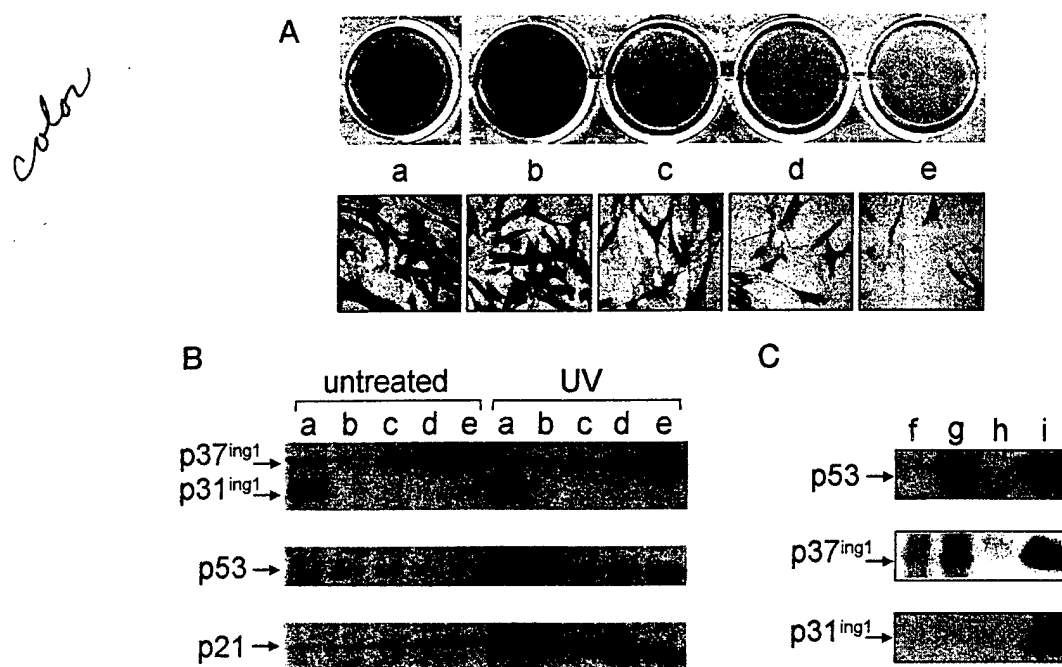 A
color
a b c d e
B
untreated UV
a b c d e a b c d e
p37ing1
p31ing1
p53
p21
C
f g h i
p53
p37ing1
p31ing1